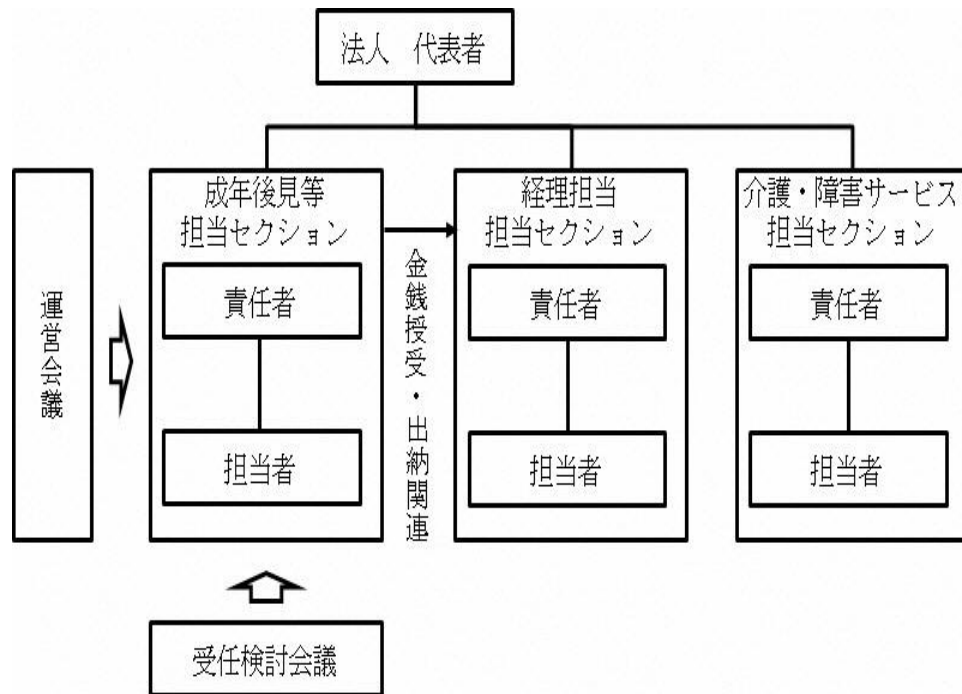 法人　代表者
成年後見等
担当セクション
責任者
担当者
金銭授受・出納関連
経理担当
担当セクション
責任者
担当者
介護・障害サービス
担当セクション
責任者
担当者
運営会議
受任検討会議